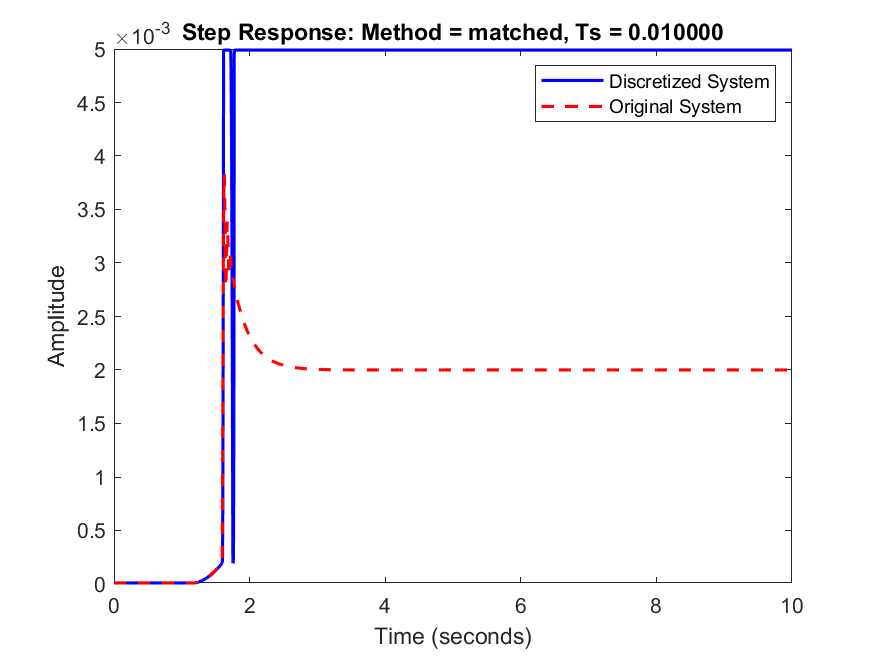 ×10-3 Step Response: Method = matched, Ts = 0.010000
Discretized System
Original System
5
4.5
4
3.5
3
2.5
2
1.5
1
0.5
0
Amplitude
0 2 4 6 8 10
Time (seconds)